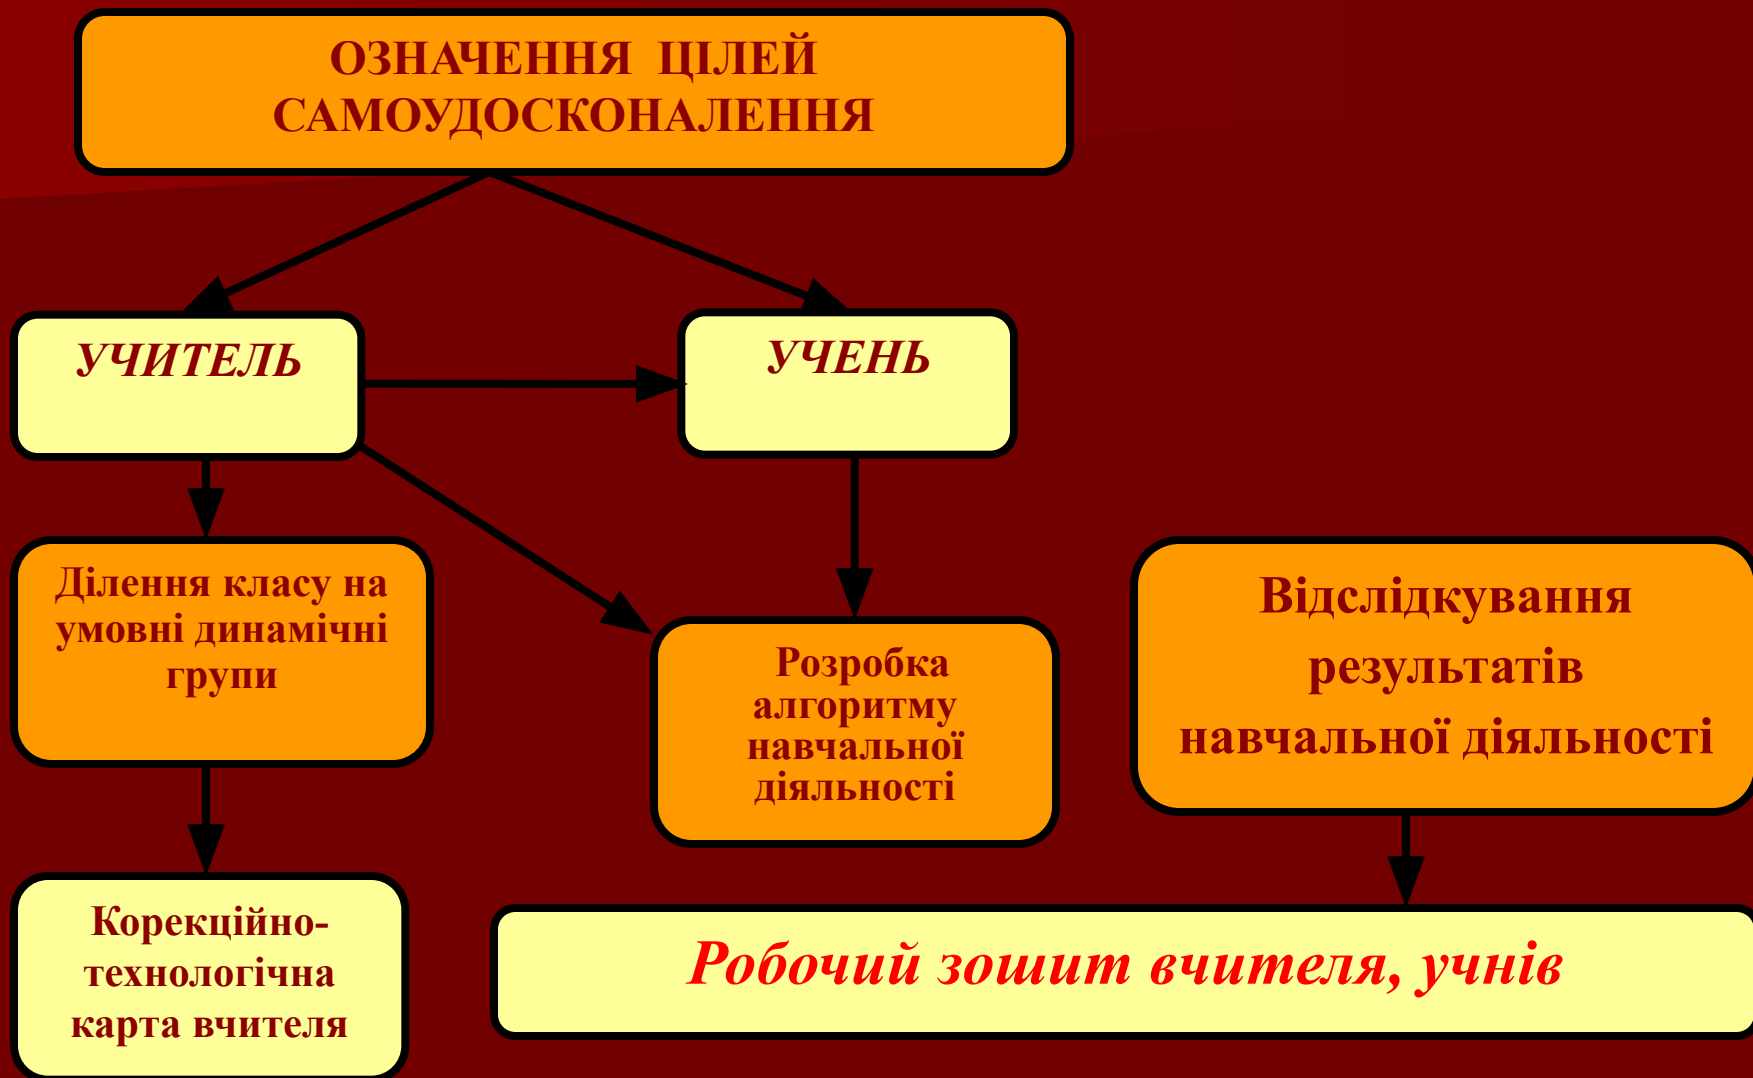 ОЗНАЧЕННЯ ЦІЛЕЙ
САМОУДОСКОНАЛЕННЯ
УЧИТЕЛЬ
УЧЕНЬ
Ділення класу на
умовні динамічні
групи
Розробка
алгоритму
навчальної
діяльності
Відслідкування
результатів
навчальної діяльності
Корекційно-
технологічна
карта вчителя
Робочий зошит вчителя, учнів